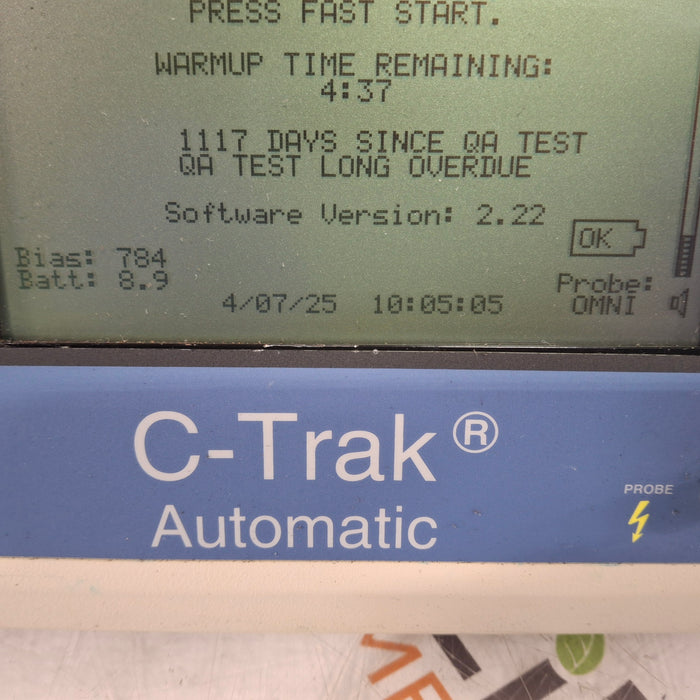 PRESS FAST START.
WARMUP TIME REMAINING:
4:37
1117 DAYS SINCE QA TEST
QA TEST LONG OVERDUE
Software Version: 2.22
OK
Bias: 784
Batt: 8.9
Probe:
OMNI
4/07/25 10:05:05
C-Trak®
Automatic
PROBE